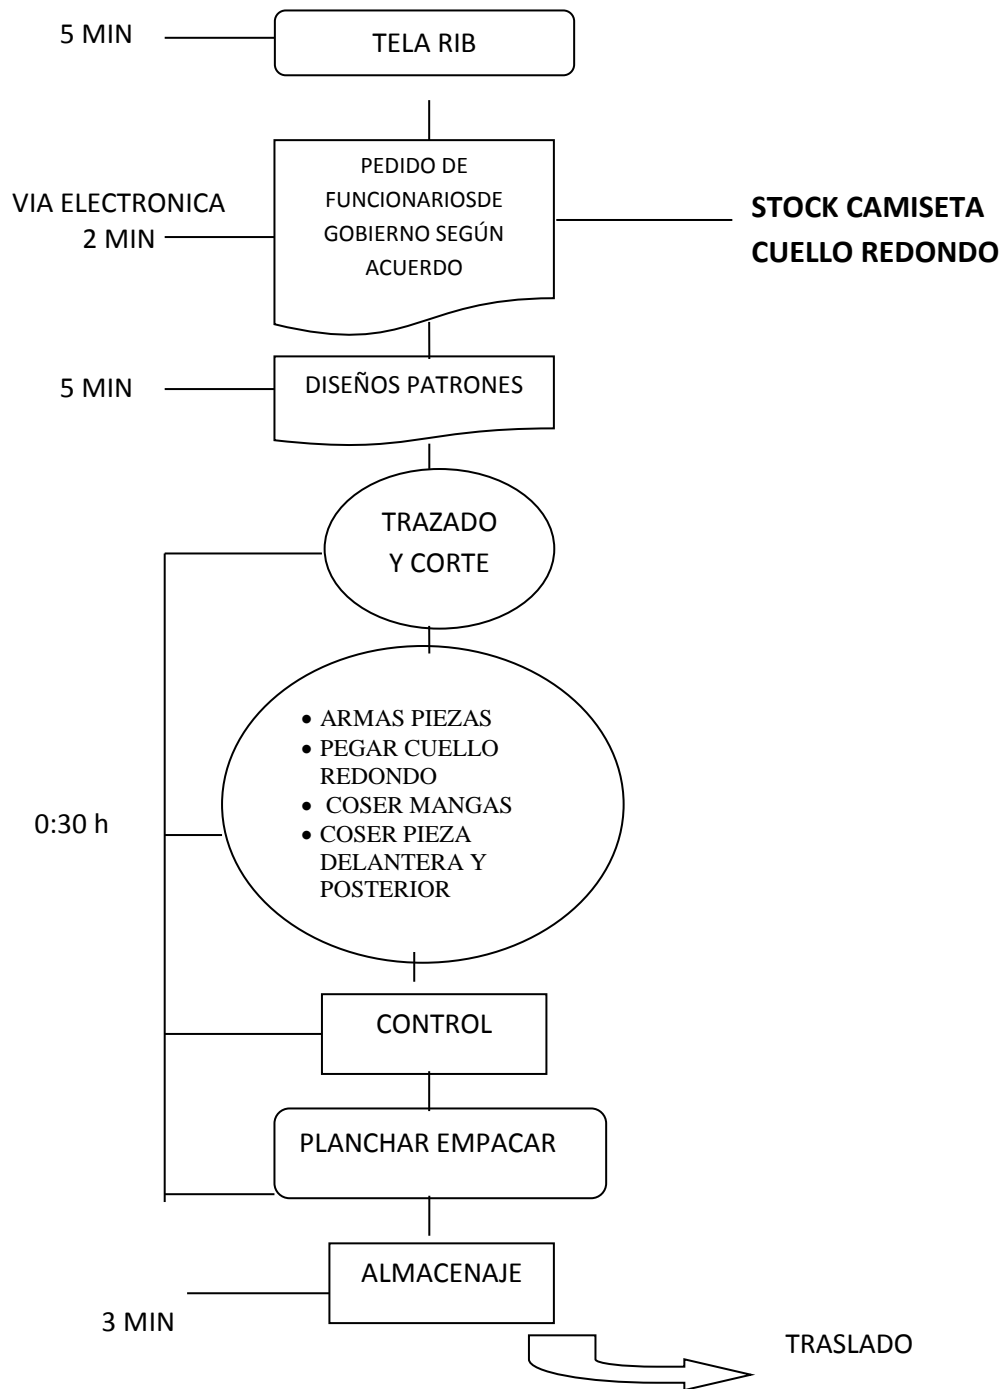 5 MIN
TELA RIB
PEDIDO DE
FUNCIONARIOSDE
GOBIERNO SEGÚN
ACUERDO
VIA ELECTRONICA
2 MIN
STOCK CAMISETA
CUELLO REDONDO
5 MIN
DISEÑOS PATRONES
TRAZADO
Y CORTE
• ARMAS PIEZAS
• PEGAR CUELLO
REDONDO
• COSER MANGAS
• COSER PIEZA
DELANTERA Y
POSTERIOR
0:30 h
CONTROL
PLANCHAR EMPACAR
ALMACENAJE
3 MIN
TRASLADO